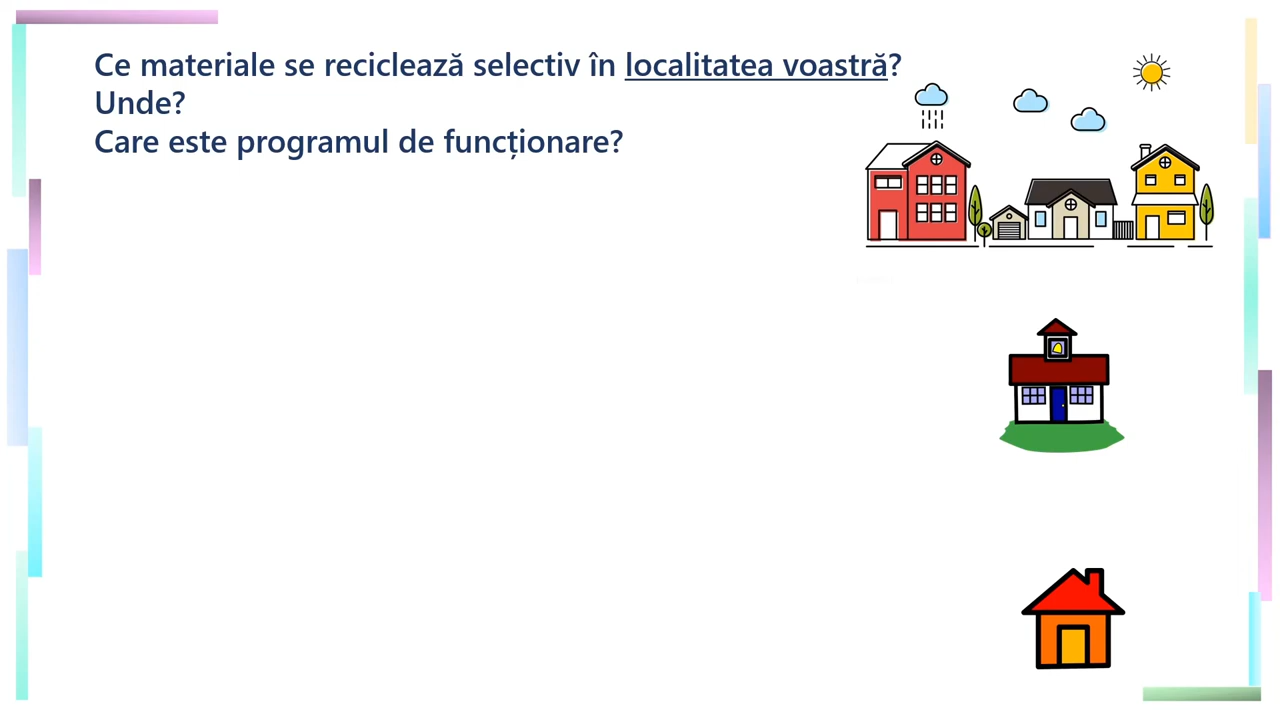 Ce materiale se reciclează selectiv în localitatea voastră?
Unde?
Care este programul de funcționare?